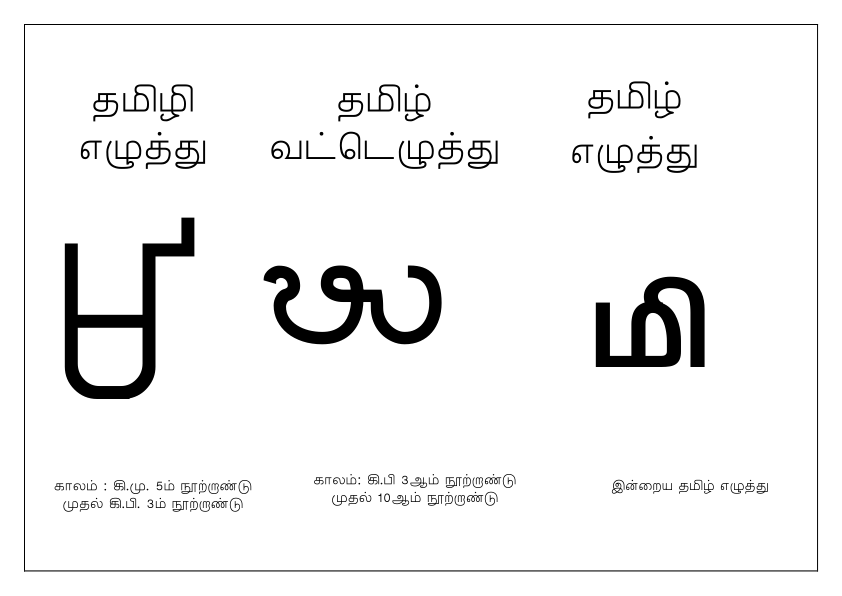 தமிழி
எழுத்து
𑀫𑀺
காலம் : கி.மு. 5ம் நூற்றாண்டு
முதல் கி.பி. 3ம் நூற்றாண்டு
தமிழ்
வட்டெழுத்து
காலம்: கி.பி 3ஆம் நூற்றாண்டு
முதல் 10ஆம் நூற்றாண்டு
தமிழ்
எழுத்து
மி
இன்றைய தமிழ் எழுத்து